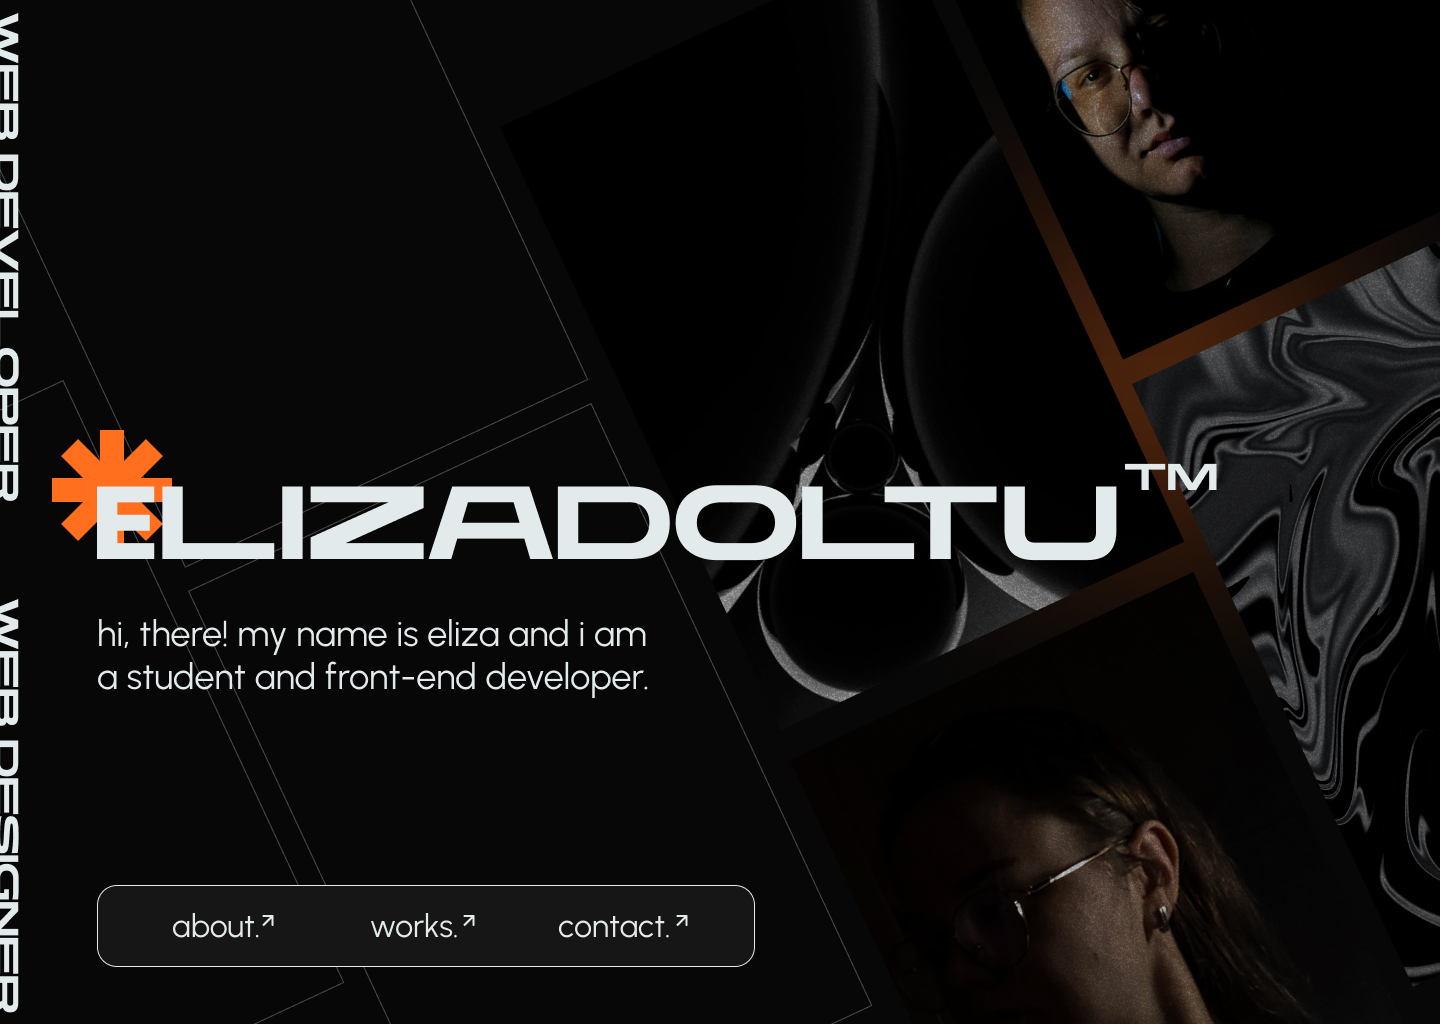 WEB DEVELOPER
WEB DESIGNER
ELIZADOLTU™
hi, there! my name is eliza and i am
a student and front-end developer.
about.↗
works.↗
contact.↗